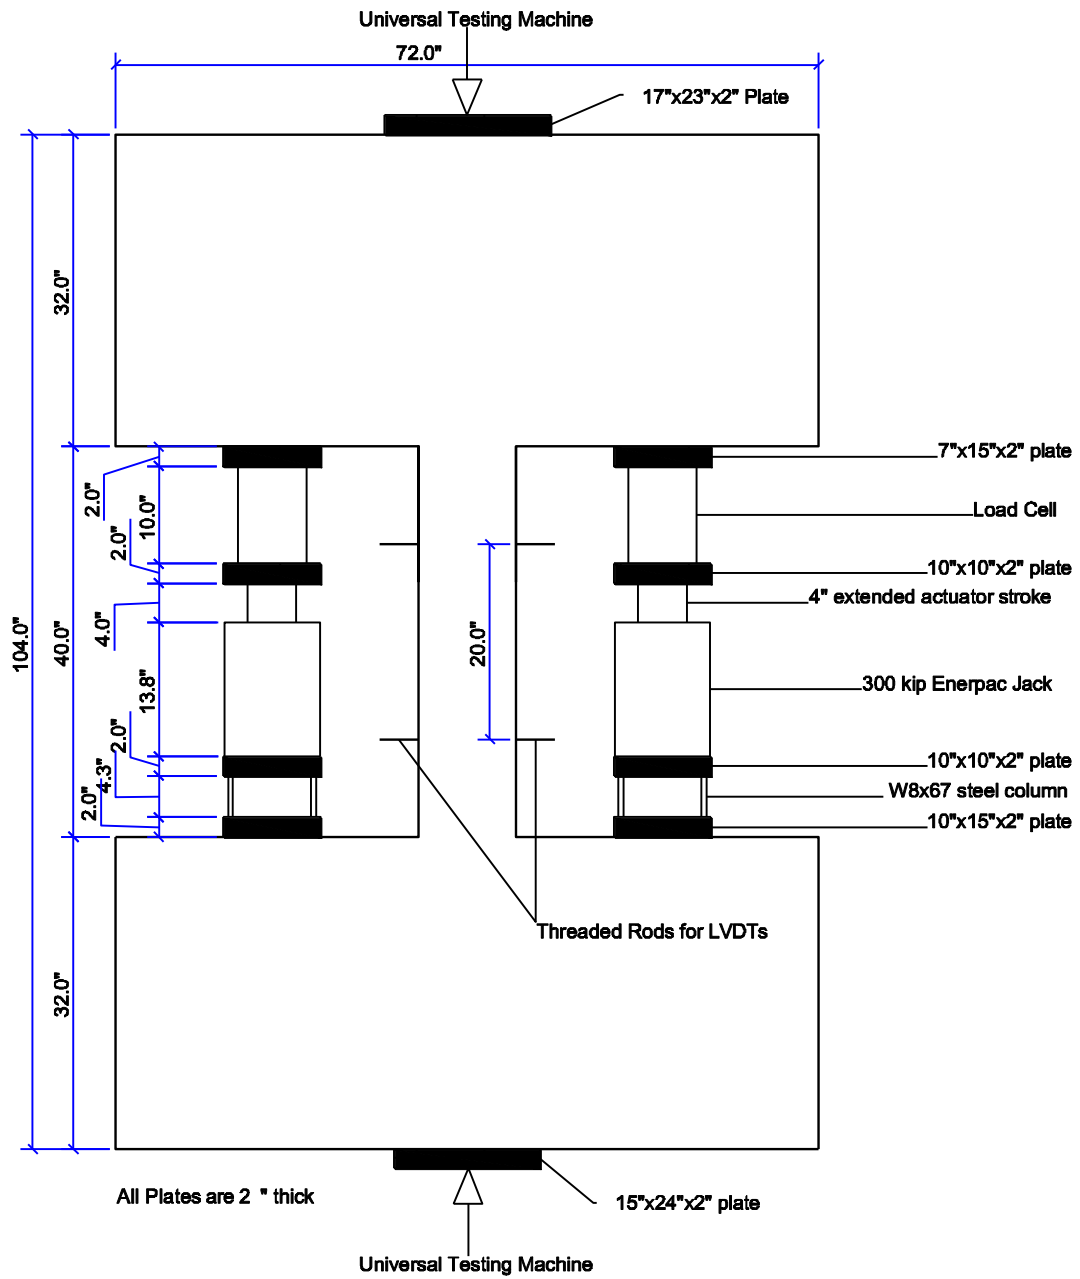 Universal Testing Machine
72.0"
17"x23"x2" Plate
32.0"
7"x15"x2" plate
2.0"
10.0"
Load Cell
2.0"
10"x10"x2" plate
4" extended actuator stroke
4.0"
104.0"
40.0"
20.0"
13.8"
300 kip Enerpac Jack
2.0"
10"x10"x2" plate
4.3"
W8x67 steel column
2.0"
10"x15"x2" plate
Threaded Rods for LVDTs
32.0"
All Plates are 2 " thick
15"x24"x2" plate
Universal Testing Machine